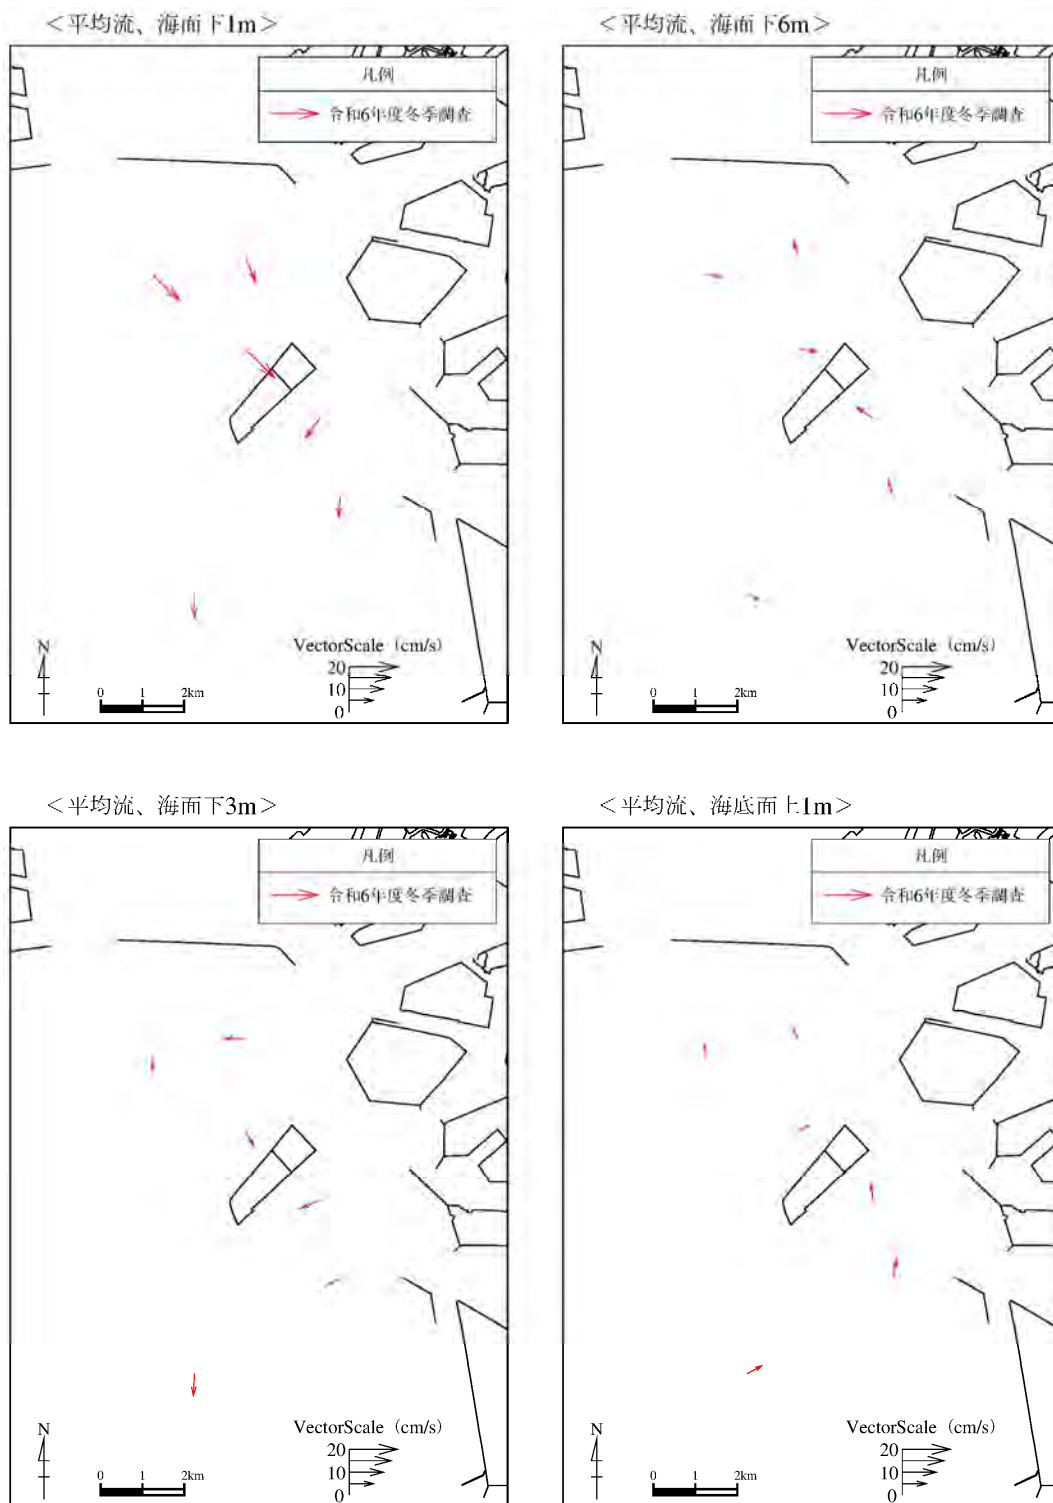 ＜平均流、海面下1m＞
凡例
令和6年度冬季調査
N
0 1 2km
VectorScale（cm/s）
20
10
0
＜平均流、海面下6m＞
凡例
令和6年度冬季調査
N
0 1 2km
VectorScale（cm/s）
20
10
0
＜平均流、海面下3m＞
凡例
令和6年度冬季調査
N
0 1 2km
VectorScale（cm/s）
20
10
0
＜平均流、海底面上1m＞
凡例
令和6年度冬季調査
N
0 1 2km
VectorScale（cm/s）
20
10
0